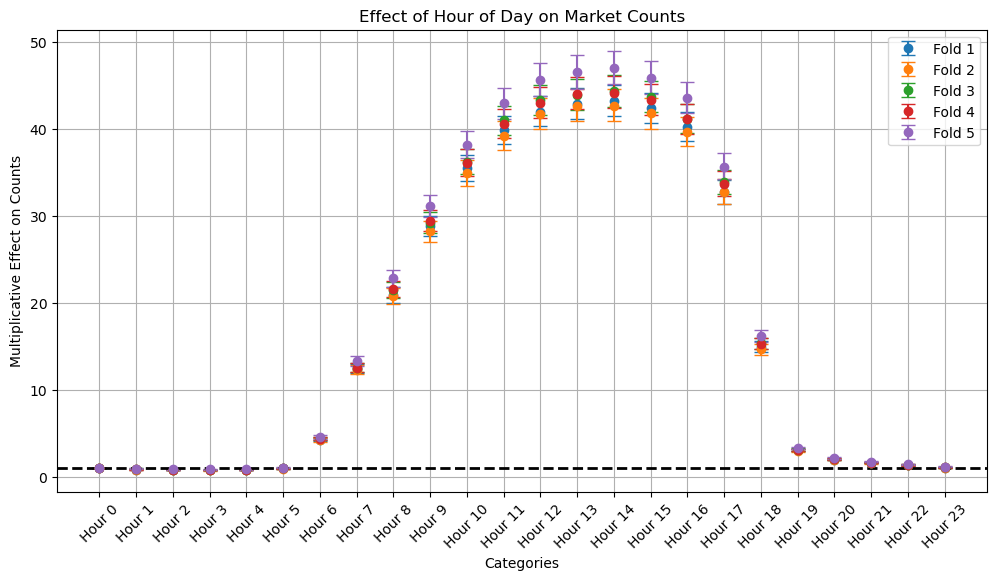 Effect of Hour of Day on Market Counts
Multiplicative Effect on Counts
50
40
30
20
10
0
Fold 1
Fold 2
Fold 3
Fold 4
Fold 5
Hour 0
Hour 1
Hour 2
Hour 3
Hour 4
Hour 5
Hour 6
Hour 7
Hour 8
Hour 9
Hour 10
Hour 11
Hour 12
Hour 13
Hour 14
Hour 15
Hour 16
Hour 17
Hour 18
Hour 19
Hour 20
Hour 21
Hour 22
Hour 23
Categories